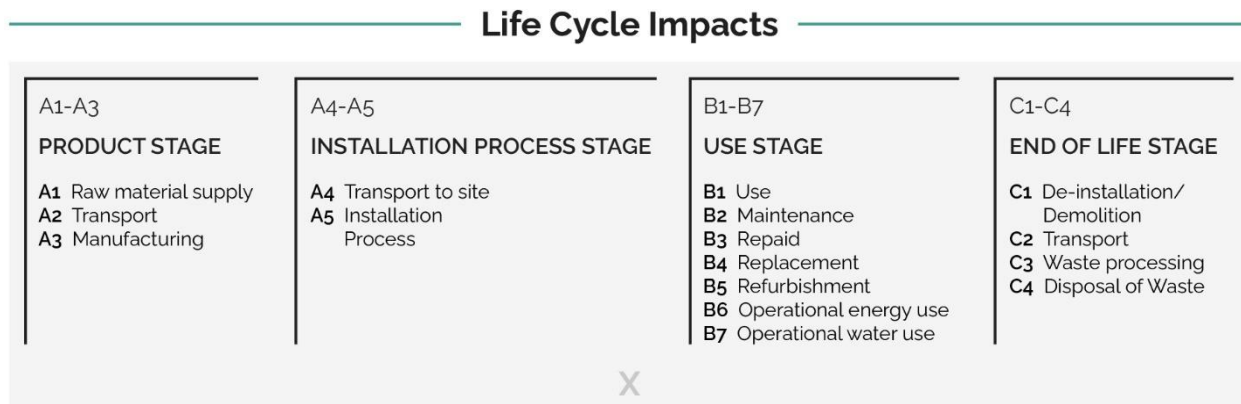 Life Cycle Impacts
A1-A3
PRODUCT STAGE
A1 Raw material supply
A2 Transport
A3 Manufacturing
A4-A5
INSTALLATION PROCESS STAGE
A4 Transport to site
A5 Installation
Process
B1-B7
USE STAGE
B1 Use
B2 Maintenance
B3 Repaid
B4 Replacement
B5 Refurbishment
B6 Operational energy use
B7 Operational water use
C1-C4
END OF LIFE STAGE
C1 De-installation/
Demolition
C2 Transport
C3 Waste processing
C4 Disposal of Waste
X